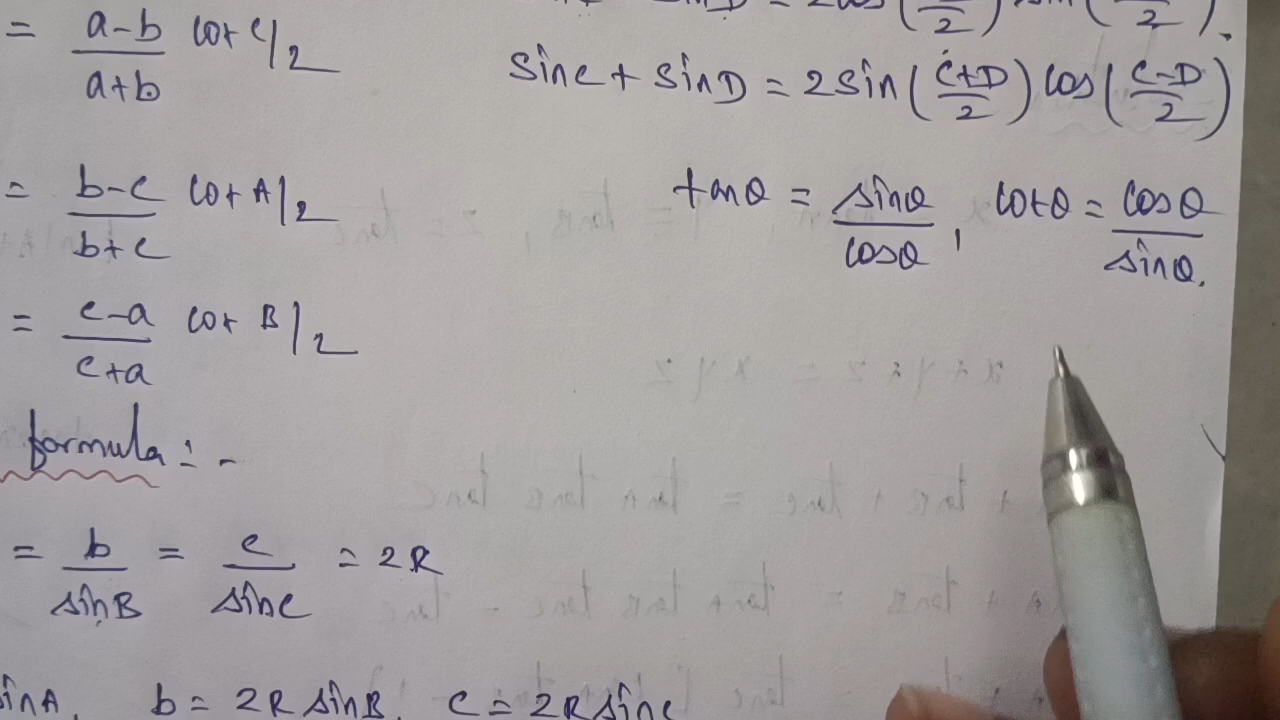 = a-b/a+b cot C/2
sinC + sinD = 2sin(C+D/2) cos(C-D/2)
= b-c/b+c cot A/2
tanθ = sinθ/cosθ, cotθ = cosθ/sinθ.
= c-a/c+a cot B/2
formula :-
= b/sinB = c/sinC = 2R
sinA, b = 2R sinB, c = 2R sinC